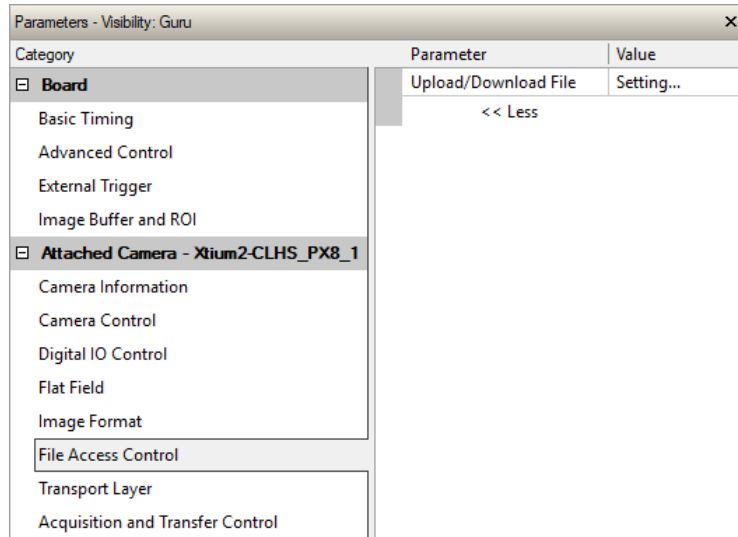 Parameters - Visibility: Guru
Category
Parameter Value
Board
Upload/Download File Setting...
<< Less
Basic Timing
Advanced Control
External Trigger
Image Buffer and ROI
Attached Camera - Xtium2-CLHS_PX8_1
Camera Information
Camera Control
Digital IO Control
Flat Field
Image Format
File Access Control
Transport Layer
Acquisition and Transfer Control